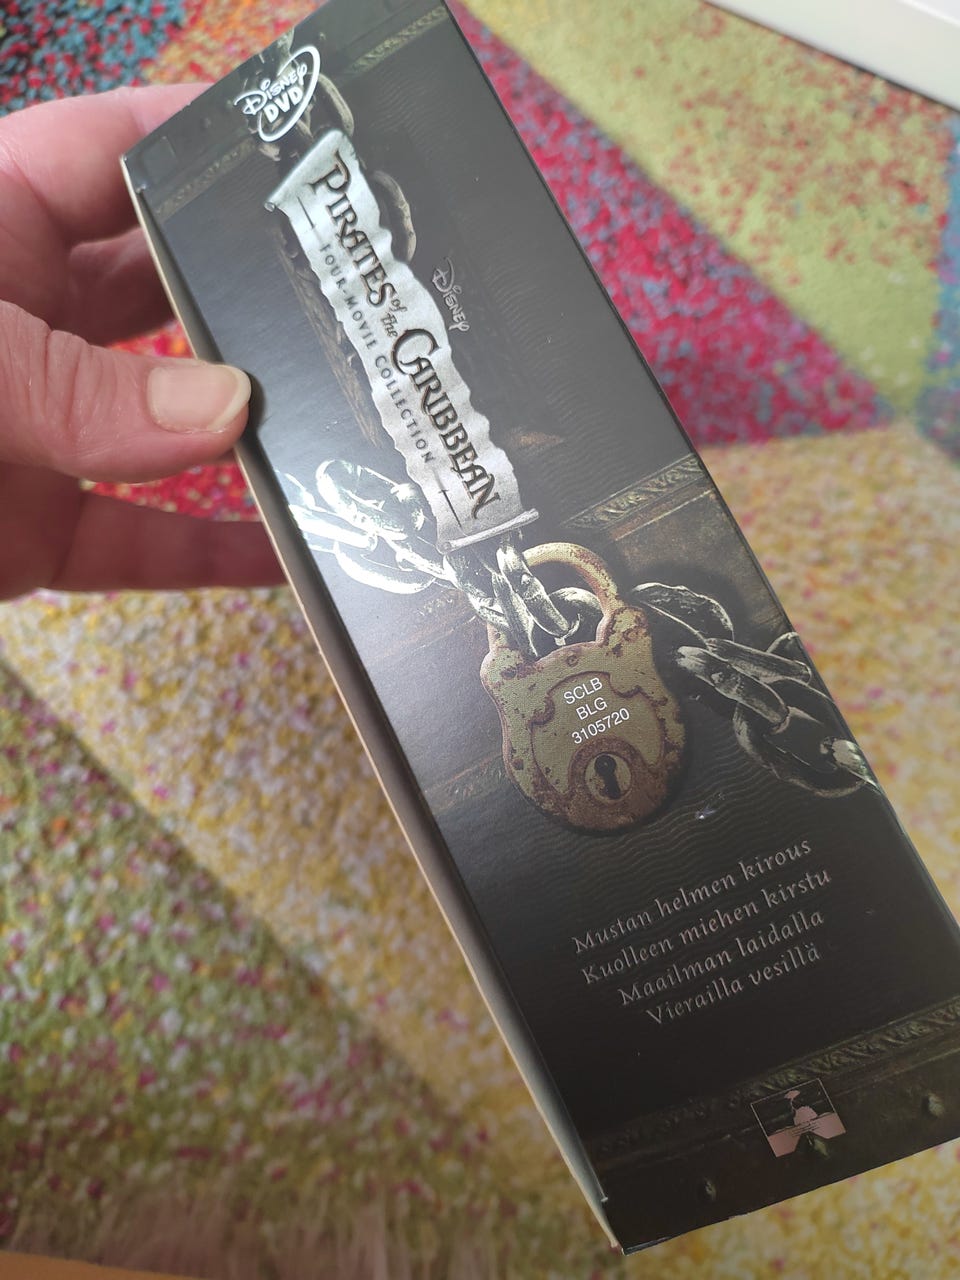 Disney
DVD
PIRATES of the CARIBBEAN
FOUR-MOVIE COLLECTION
Disney
SCLB
BLG
3105720
Mustan helmen kirous
Kuolleen miehen kirstu
Maailman laidalla
Vierailla vesillä